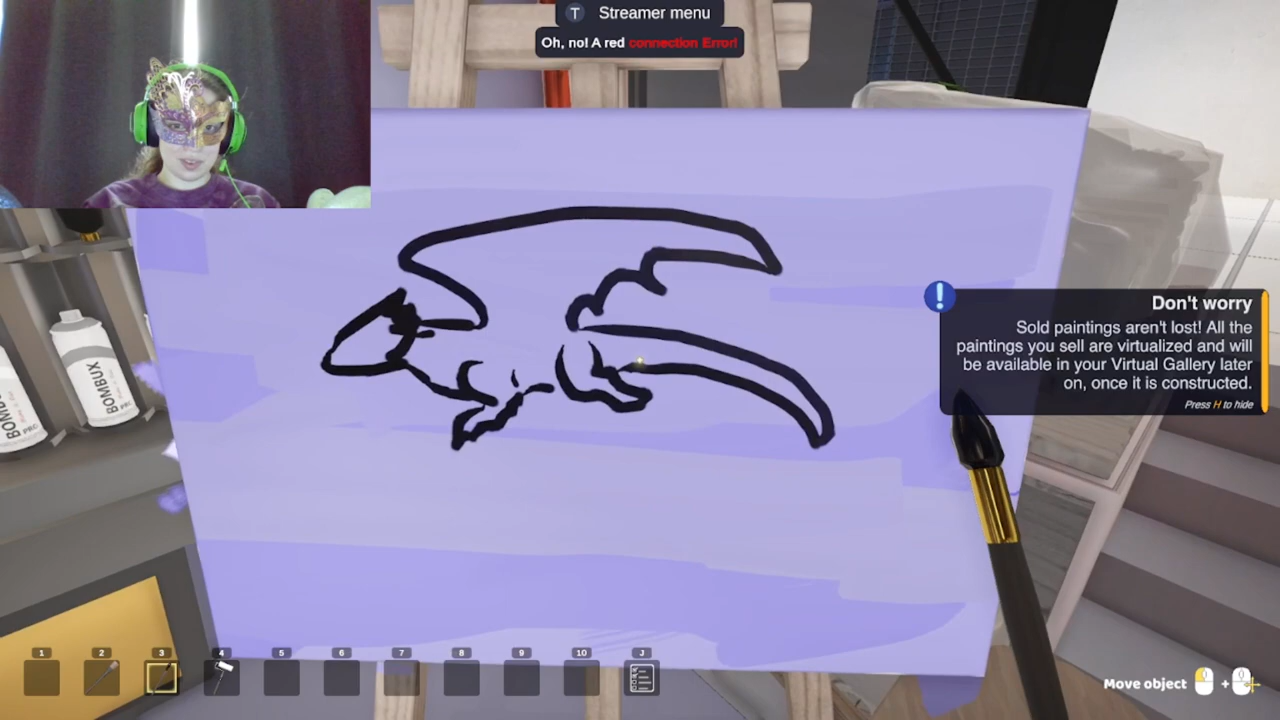 T Streamer menu
Oh, no! A red connection Error!
BOMBUX
PRO
BOMBUX
!
Don't worry
Sold paintings aren't lost! All the
paintings you sell are virtualized and will
be available in your Virtual Gallery later
on, once it is constructed.
Press H to hide
1 2 3 4 5 6 7 8 9 10 J
Move object +